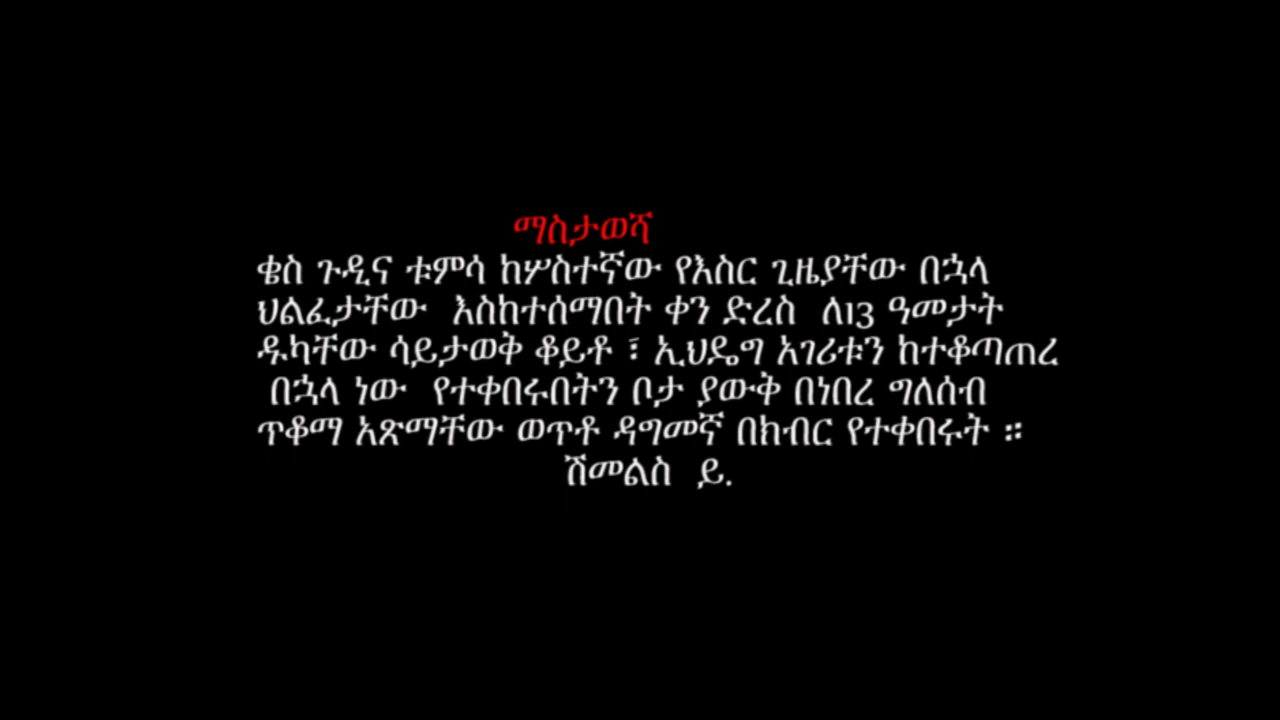 ማስታወሻ
ቄስ ጉዲና ቱምሳ ከሦስተኛው የእስር ጊዜያቸው በኋላ
ህልፈታቸው እስከተሰማበት ቀን ድረስ ለ13 ዓመታት
ዱካቸው ሳይታወቅ ቆይቶ ፣ ኢህዴግ አገሪቱን ከተቆጣጠረ
በኋላ ነው የተቀበሩበትን ቦታ ያውቅ በነበረ ግለሰብ
ጥቆማ አጽማቸው ወጥቶ ዳግመኛ በክብር የተቀበሩት ።
ሽመልስ ይ.